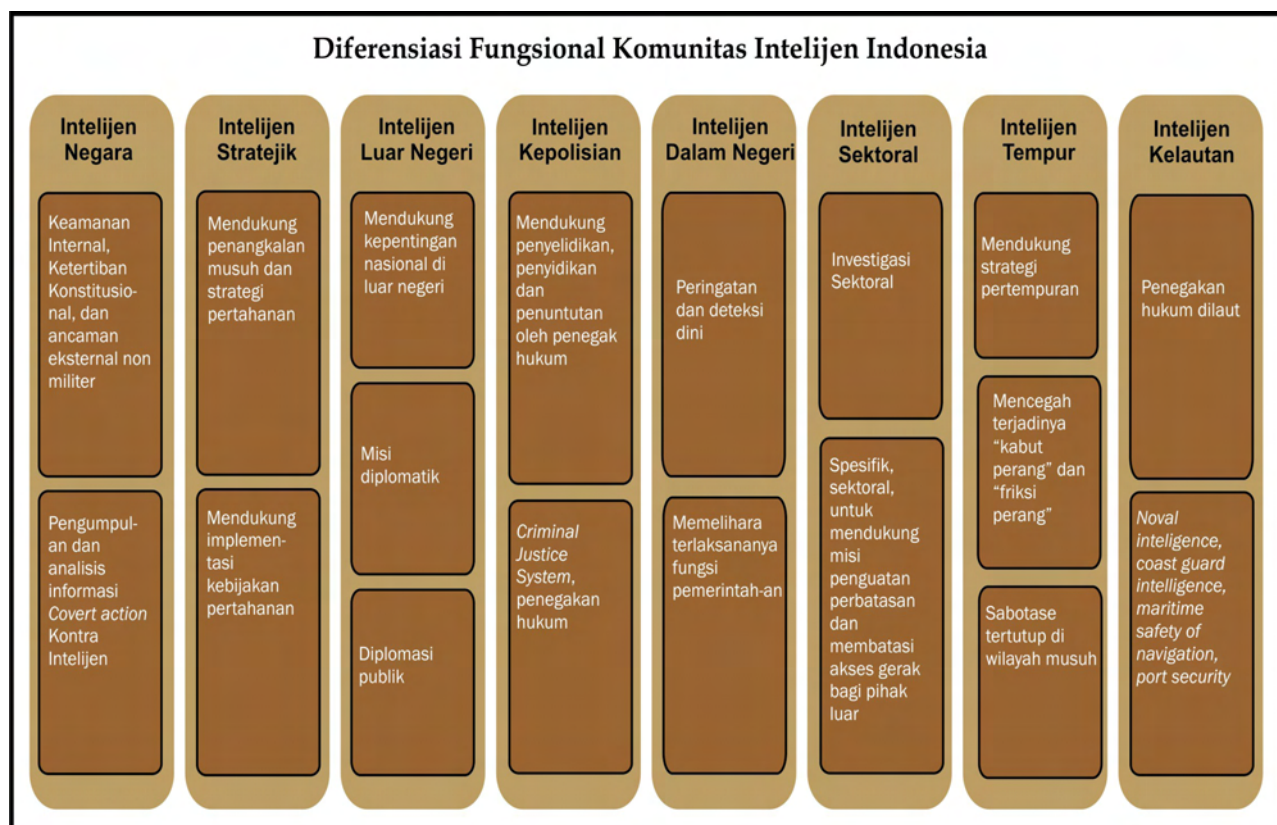 Diferensiasi Fungsional Komunitas Intelijen Indonesia
Intelijen
Negara
Keamanan
Internal,
Ketertiban
Konstitusio-
nal, dan
ancaman
eksternal non
militer
Pengumpul-
an dan
analisis
informasi
Covert action
Kontra
Intelijen
Intelijen
Stratejik
Mendukung
penangkalan
musuh dan
strategi
pertahanan
Mendukung
implemen-
tasi
kebijakan
pertahanan
Intelijen
Luar Negeri
Mendukung
kepentingan
nasional di
luar negeri
Misi
diplomatik
Diplomasi
publik
Intelijen
Kepolisian
Mendukung
penyelidikan,
penyidikan
dan
penuntutan
oleh penegak
hukum
Criminal
Justice
System,
penegakan
hukum
Intelijen
Dalam Negeri
Peringatan
dan deteksi
dini
Memelihara
terlaksananya
fungsi
pemerintah-an
Intelijen
Sektoral
Investigasi
Sektoral
Spesifik,
sektoral,
untuk
mendukung
misi
penguatan
perbatasan
dan
membatasi
akses gerak
bagi pihak
luar
Intelijen
Tempur
Mendukung
strategi
pertempuran
Mencegah
terjadinya
“kabut
perang” dan
“friksi
perang”
Sabotase
tertutup di
wilayah musuh
Intelijen
Kelautan
Penegakan
hukum dilaut
Noval
inteligence,
coast guard
intelligence,
maritime
safety of
navigation,
port security